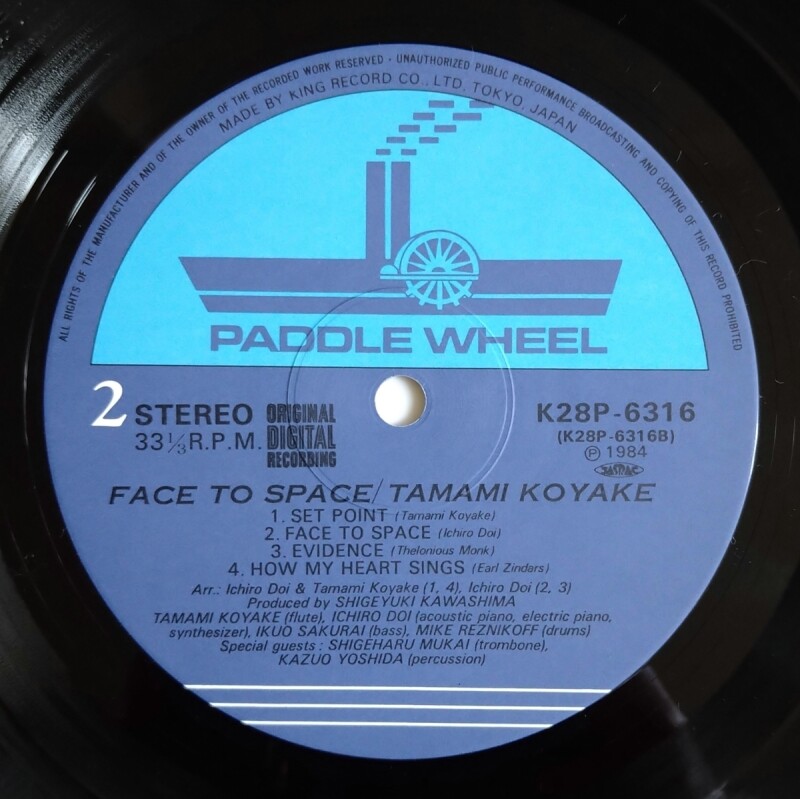 ALL RIGHTS OF THE MANUFACTURER AND OF THE OWNER OF THE RECORDED WORK RESERVED · UNAUTHORIZED PUBLIC PERFORMANCE BROADCASTING AND COPYING OF THIS RECORD PROHIBITED
MADE BY KING RECORD CO., LTD. TOKYO, JAPAN
PADDLE WHEEL
2 STEREO
33⅓ R.P.M.
ORIGINAL
DIGITAL
RECORDING
K28P-6316
(K28P-6316B)
Ⓟ 1984
JASRAC
FACE TO SPACE/TAMAMI KOYAKE
1. SET POINT (Tamami Koyake)
2. FACE TO SPACE (Ichiro Doi)
3. EVIDENCE (Thelonious Monk)
4. HOW MY HEART SINGS (Earl Zindars)
Arr.: Ichiro Doi & Tamami Koyake (1, 4), Ichiro Doi (2, 3)
Produced by SHIGEYUKI KAWASHIMA
TAMAMI KOYAKE (flute), ICHIRO DOI (acoustic piano, electric piano,
synthesizer), IKUO SAKURAI (bass), MIKE REZNIKOFF (drums)
Special guests : SHIGEHARU MUKAI (trombone),
KAZUO YOSHIDA (percussion)